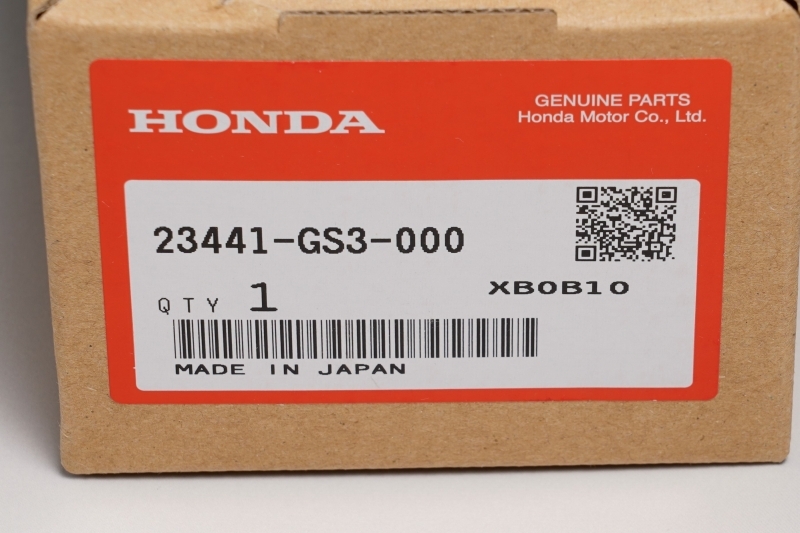 HONDA
GENUINE PARTS
Honda Motor Co., Ltd.
23441-GS3-000
QTY 1
XB0B10
MADE IN JAPAN